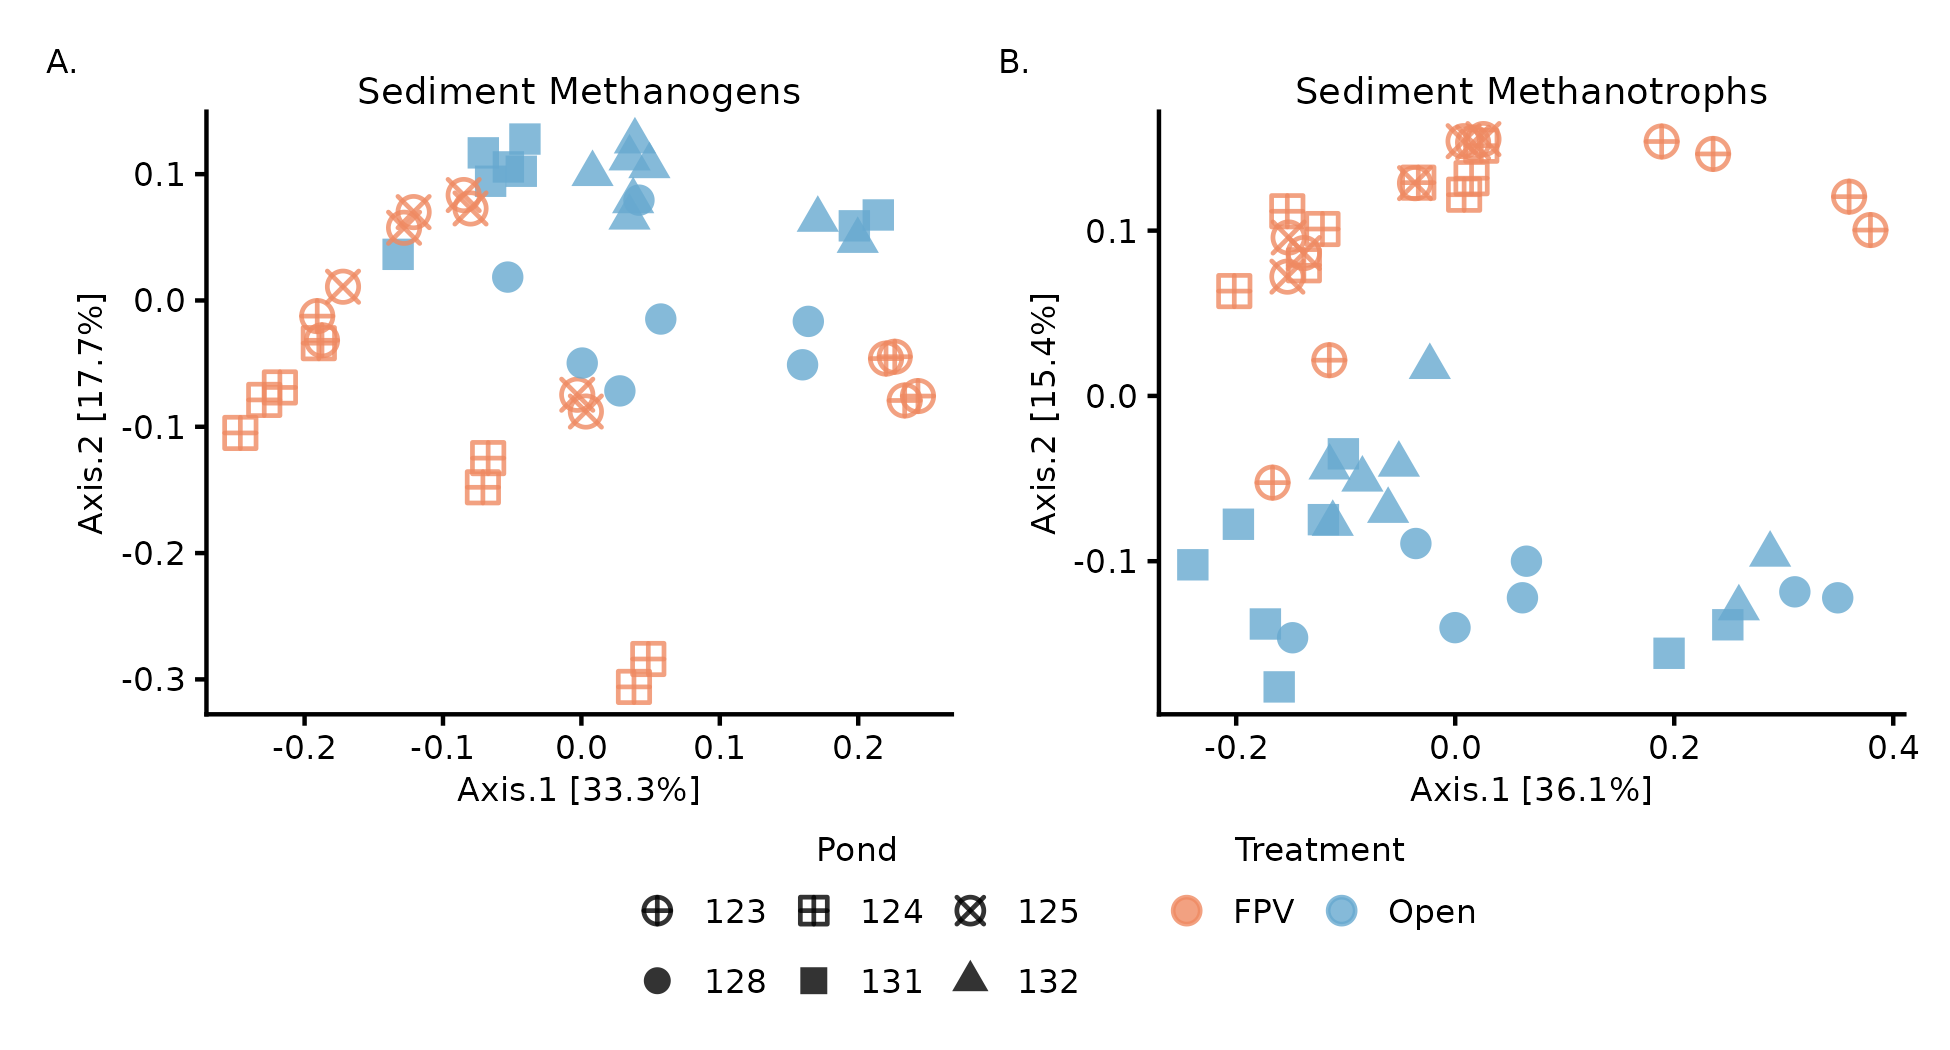 A.
Sediment Methanogens
0.1
0.0
-0.1
-0.2
-0.3
Axis.2 [17.7%]
-0.2 -0.1 0.0 0.1 0.2
Axis.1 [33.3%]
B.
Sediment Methanotrophs
0.1
0.0
-0.1
Axis.2 [15.4%]
-0.2 0.0 0.2 0.4
Axis.1 [36.1%]
Pond
123 124 125
128 131 132
Treatment
FPV Open